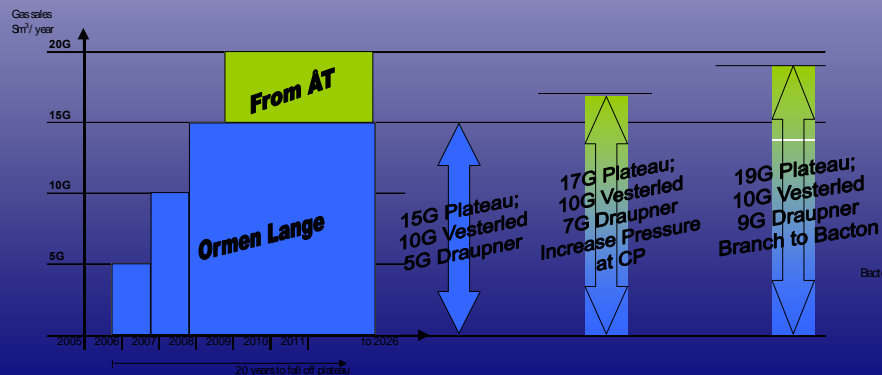 Gas sales
Sm³/ year
20G
15G
10G
5G
From ÅT
Ormen Lange
15G Plateau;
10G Vesterled
5G Draupner
17G Plateau;
10G Vesterled
7G Draupner
Increase Pressure
at CP
19G Plateau;
10G Vesterled
9G Draupner
Branch to Bacton
Bact
2005
2006
2007
2008
2009
2010
2011
to 2026
20 years to fall off plateau